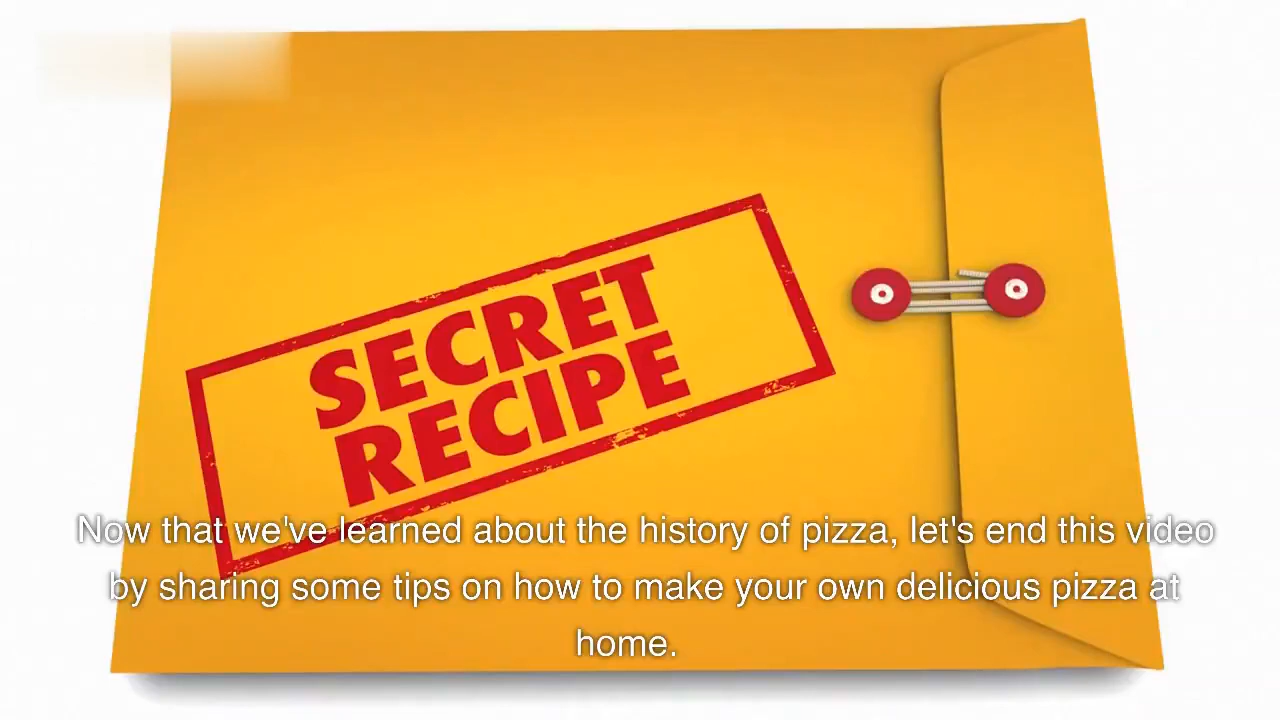 SECRET
RECIPE
Now that we've learned about the history of pizza, let's end this video
by sharing some tips on how to make your own delicious pizza at
home.